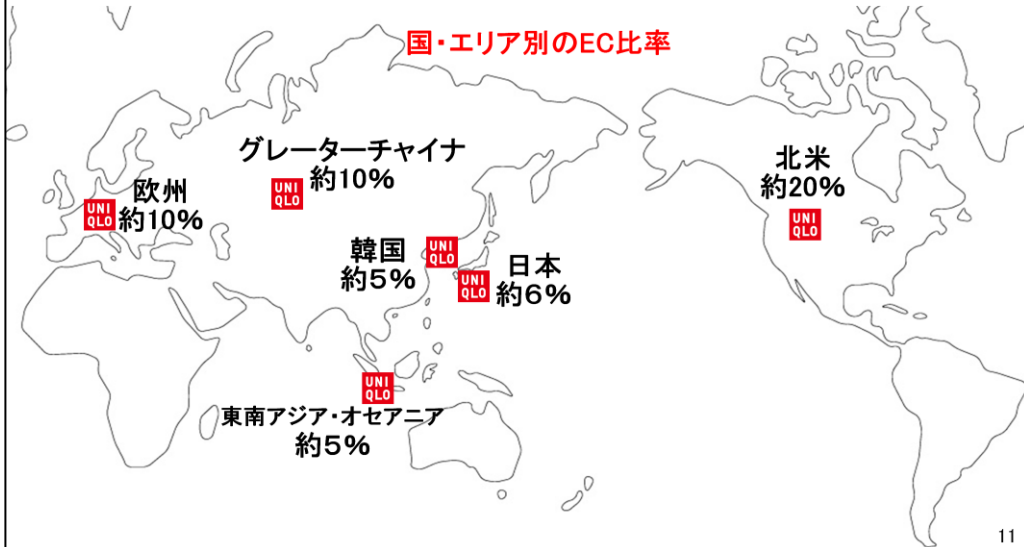 国・エリア別のEC比率
グレーターチャイナ
約10%
UNI
QLO
欧州
約10%
UNI
QLO
北米
約20%
UNI
QLO
韓国
約5%
UNI
QLO
日本
約6%
UNI
QLO
UNI
QLO
東南アジア・オセアニア
約5%
11